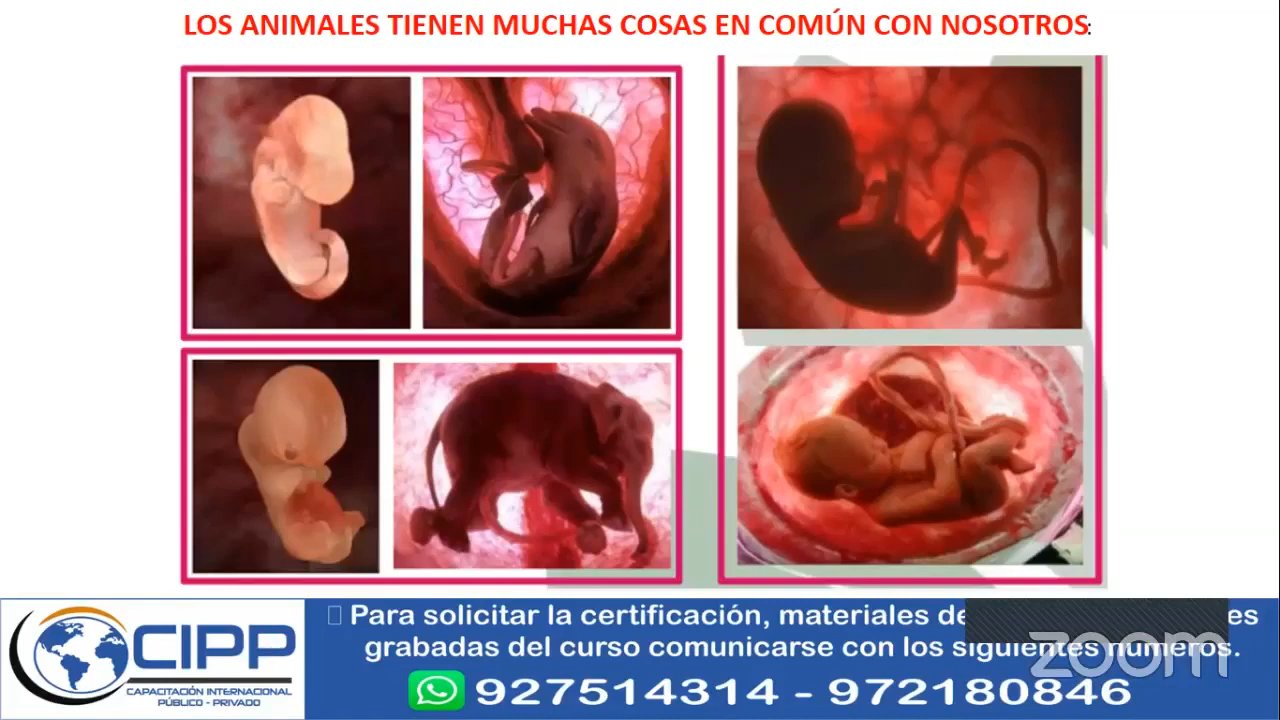 LOS ANIMALES TIENEN MUCHAS COSAS EN COMÚN CON NOSOTROS:
Para solicitar la certificación, materiales de es
grabadas del curso comunicarse con los siguientes números.
927514314 - 972180846
CIPP
CAPACITACIÓN INTERNACIONAL
PÚBLICO - PRIVADO
zoom